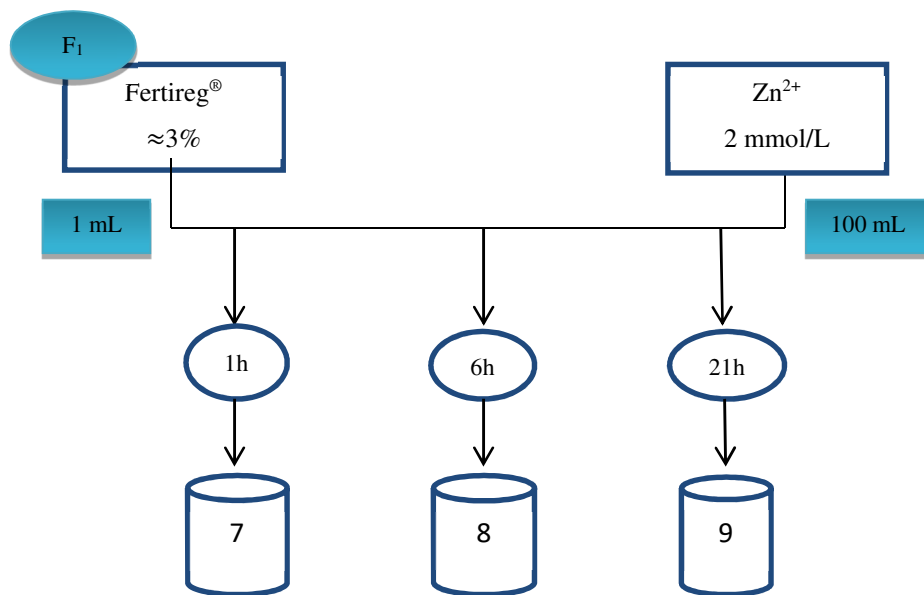 F₁
Fertireg®
≈3%
Zn²⁺
2 mmol/L
1 mL
100 mL
1h
6h
21h
7
8
9